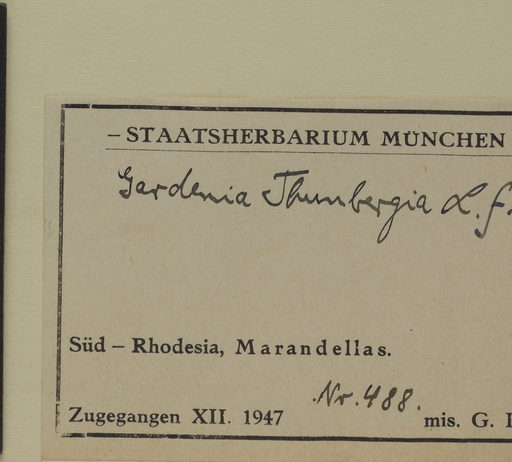 – STAATSHERBARIUM MÜNCHEN
Gardenia Thunbergia L. f.
Süd – Rhodesia, Marandellas.
Nr. 488.
Zugegangen XII. 1947 mis. G.